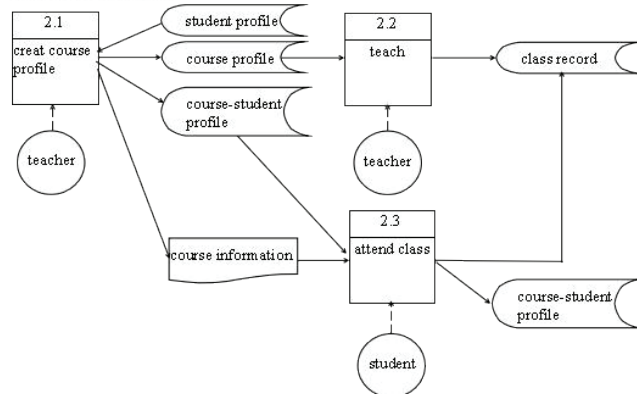 2.1
creat course
profile
teacher
student profile
course profile
course-student
profile
2.2
teach
teacher
class record
course information
2.3
attend class
student
course-student
profile